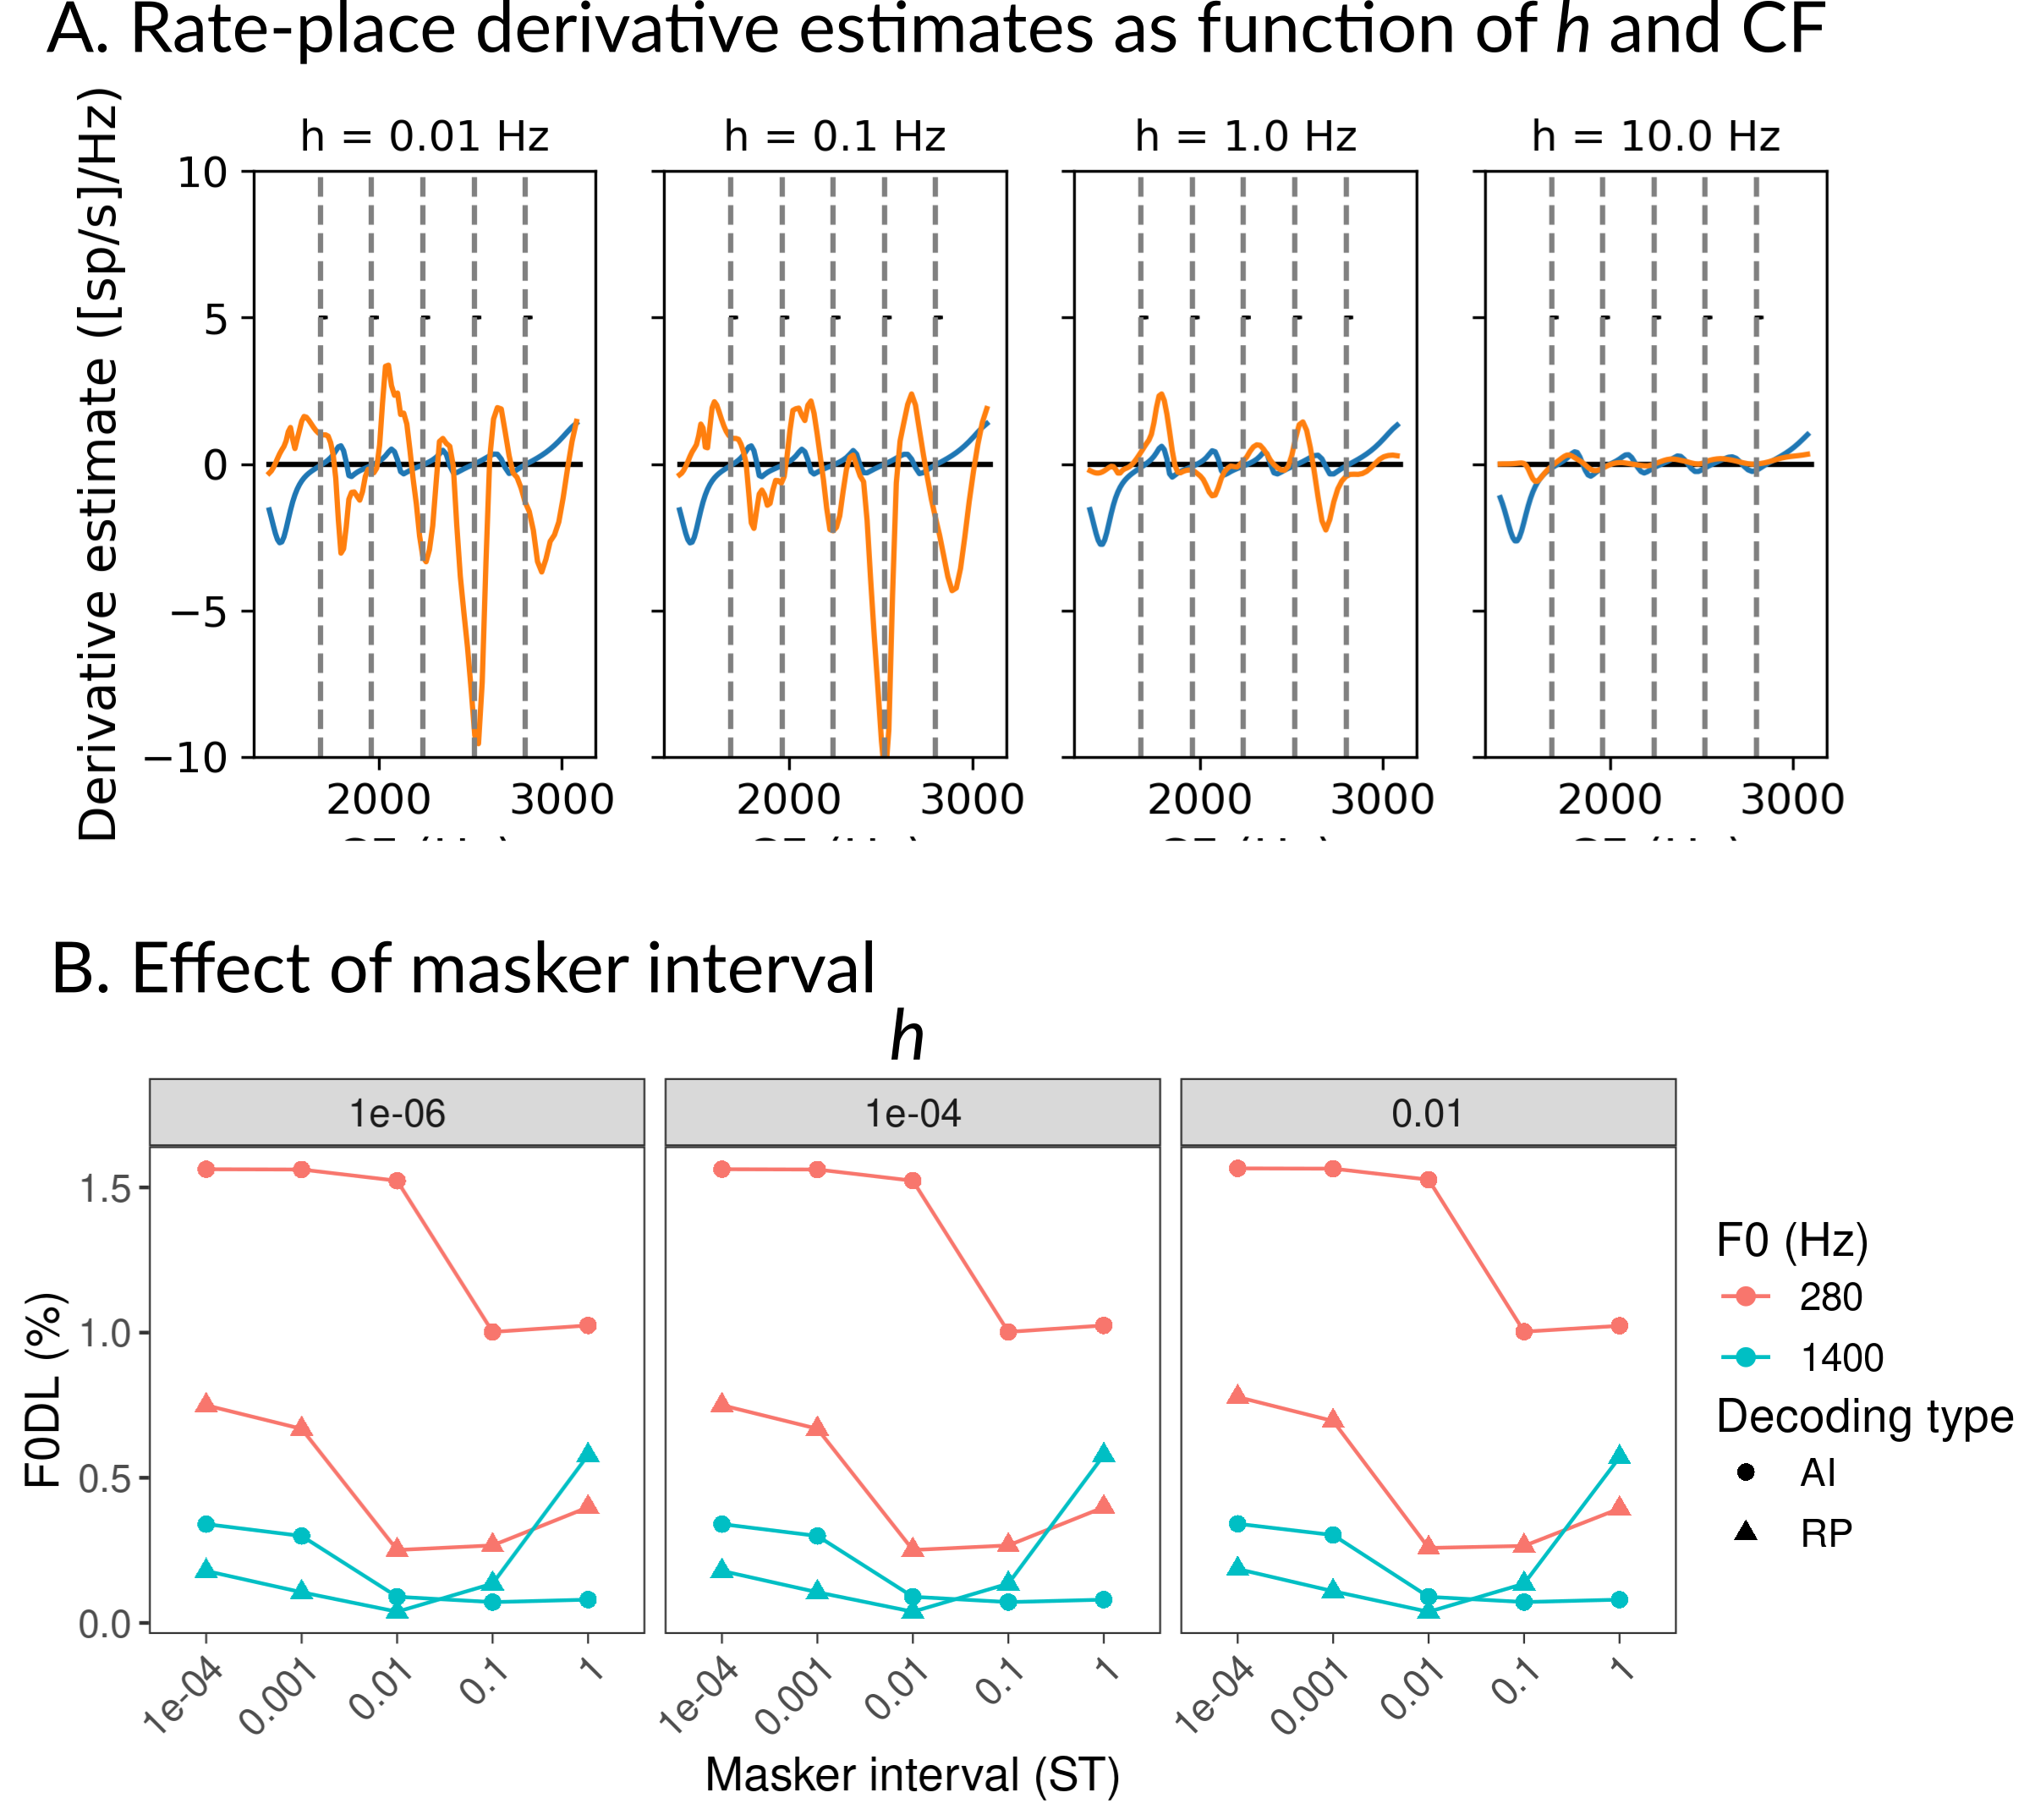 A. Rate-place derivative estimates as function of h and CF
Derivative estimate ([sp/s]/Hz)
h = 0.01 Hz
h = 0.1 Hz
h = 1.0 Hz
h = 10.0 Hz
10
5
0
−5
−10
2000 3000
2000 3000
2000 3000
2000 3000
B. Effect of masker interval
h
1e-06
1e-04
0.01
F0DL (%)
1.5
1.0
0.5
0.0
1e-04 0.001 0.01 0.1 1
1e-04 0.001 0.01 0.1 1
1e-04 0.001 0.01 0.1 1
Masker interval (ST)
F0 (Hz)
280
1400
Decoding type
AI
RP